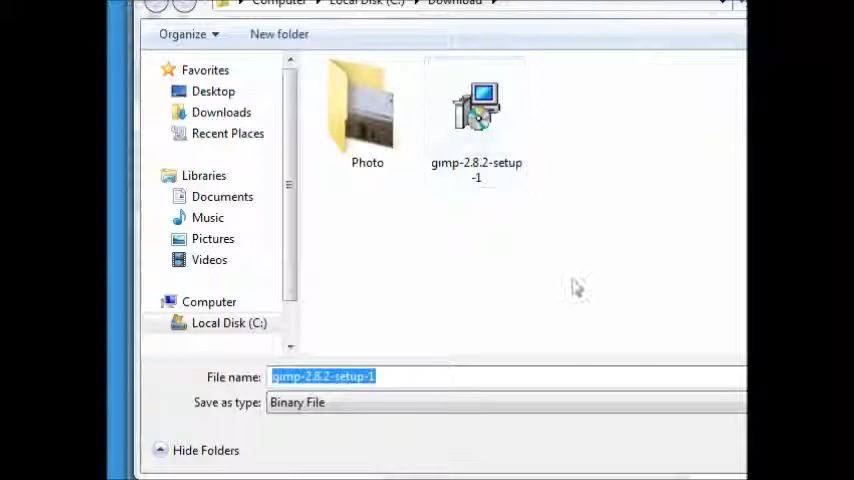 Computer Local Disk (C:) Download
Organize New folder
Favorites
Desktop
Downloads
Recent Places
Libraries
Documents
Music
Pictures
Videos
Computer
Local Disk (C:)
Photo
gimp-2.8.2-setup
-1
File name: gimp-2.8.2-setup-1
Save as type: Binary File
Hide Folders